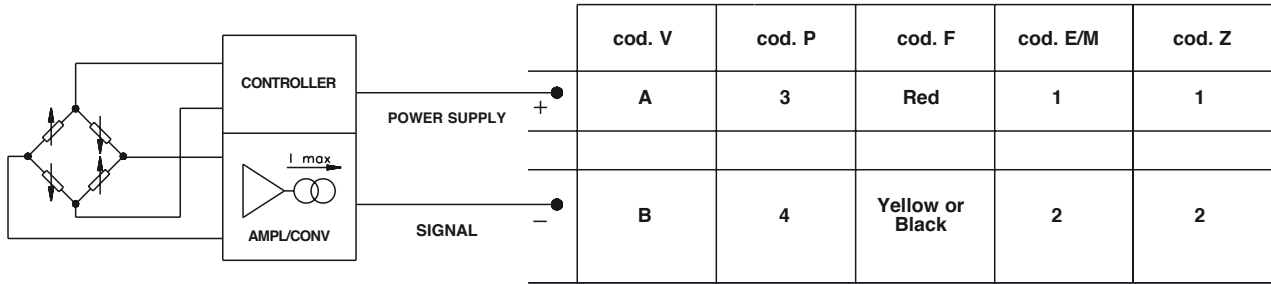 cod. V cod. P cod. F cod. E/M cod. Z
CONTROLLER
POWER SUPPLY + A 3 Red 1 1
I max
AMPL/CONV
SIGNAL – B 4 Yellow or
Black 2 2